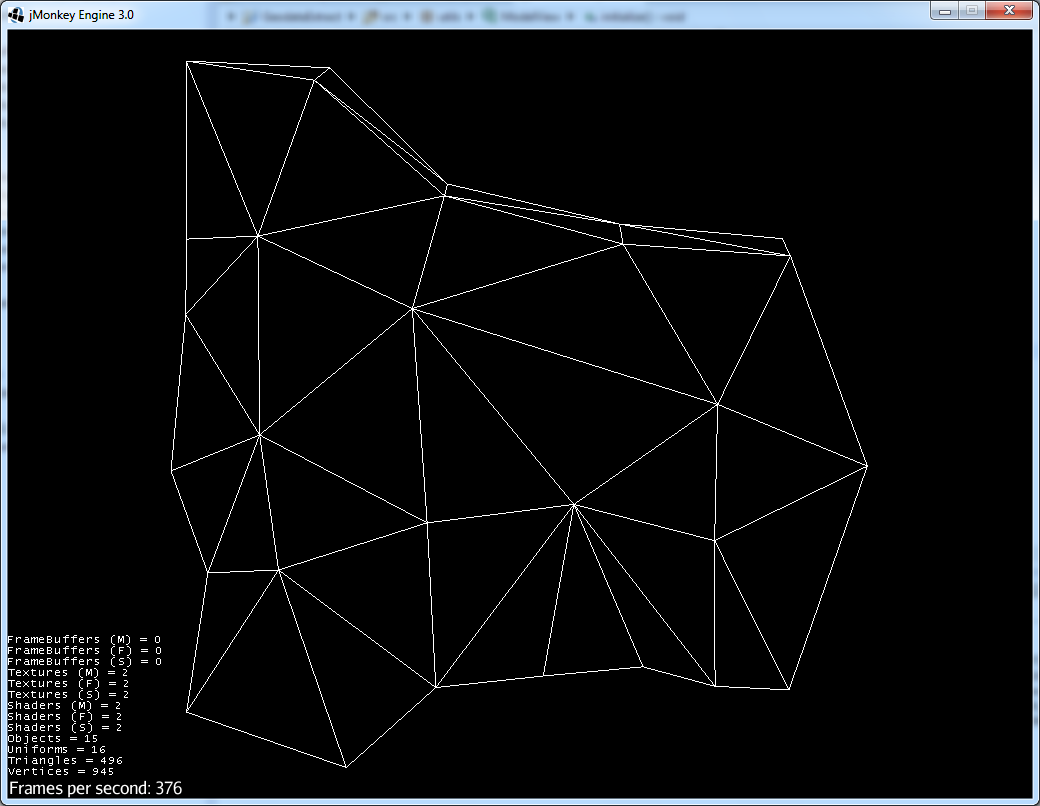 jMonkey Engine 3.0
FrameBuffers (M) = 0
FrameBuffers (F) = 0
FrameBuffers (S) = 0
Textures (M) = 2
Textures (F) = 2
Textures (S) = 2
Shaders (M) = 2
Shaders (F) = 2
Shaders (S) = 2
Objects = 15
Uniforms = 16
Triangles = 496
Vertices = 945
Frames per second: 376